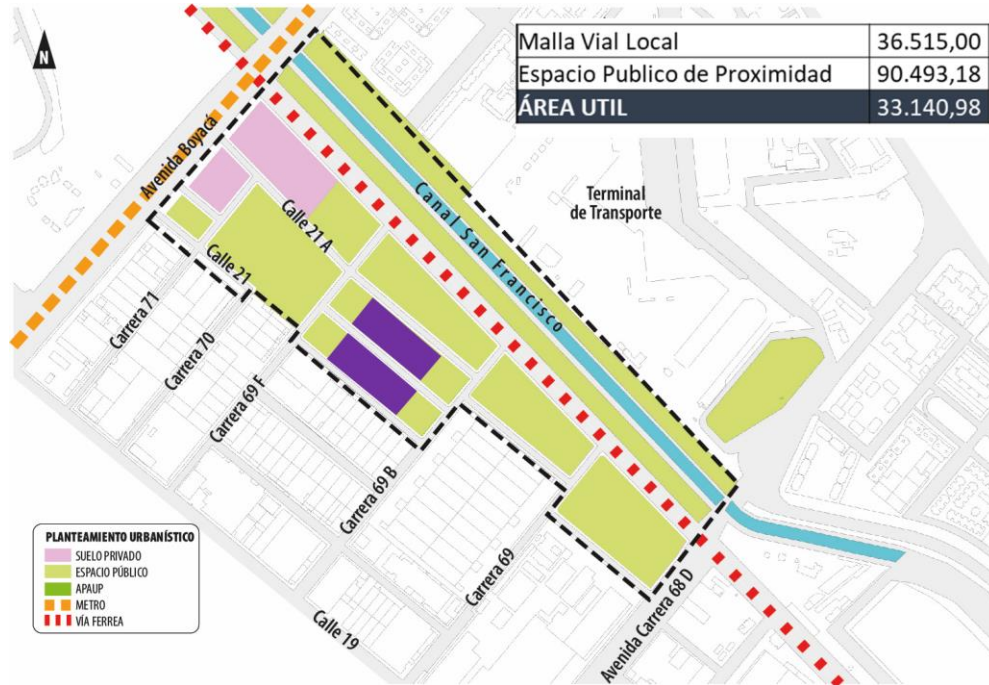 N
Malla Vial Local 36.515,00
Espacio Publico de Proximidad 90.493,18
ÁREA UTIL 33.140,98
Avenida Boyacá
Terminal
de Transporte
Canal San Francisco
Calle 21 A
Calle 21
Carrera 71
Carrera 70
Carrera 69 F
Carrera 69 B
Carrera 69
Avenida Carrera 68 D
Calle 19
PLANTEAMIENTO URBANÍSTICO
SUELO PRIVADO
ESPACIO PÚBLICO
APAUP
METRO
VÍA FERREA